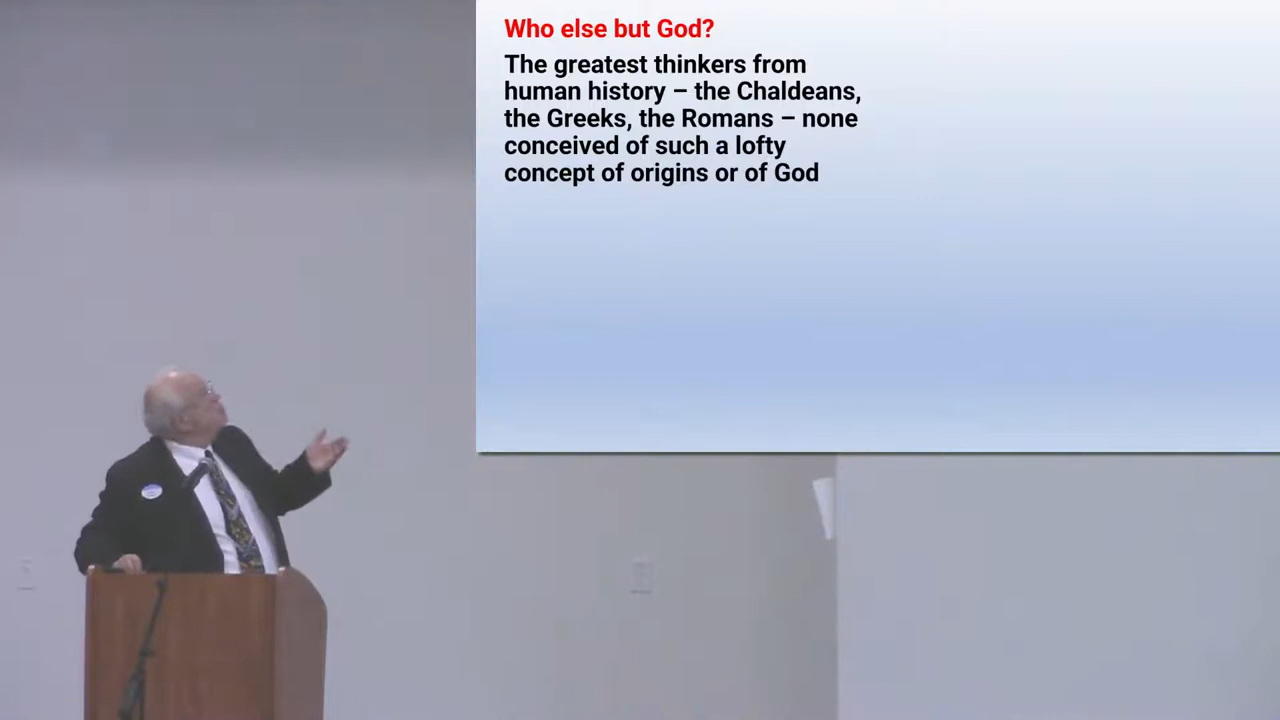 Who else but God?
The greatest thinkers from
human history – the Chaldeans,
the Greeks, the Romans – none
conceived of such a lofty
concept of origins or of God